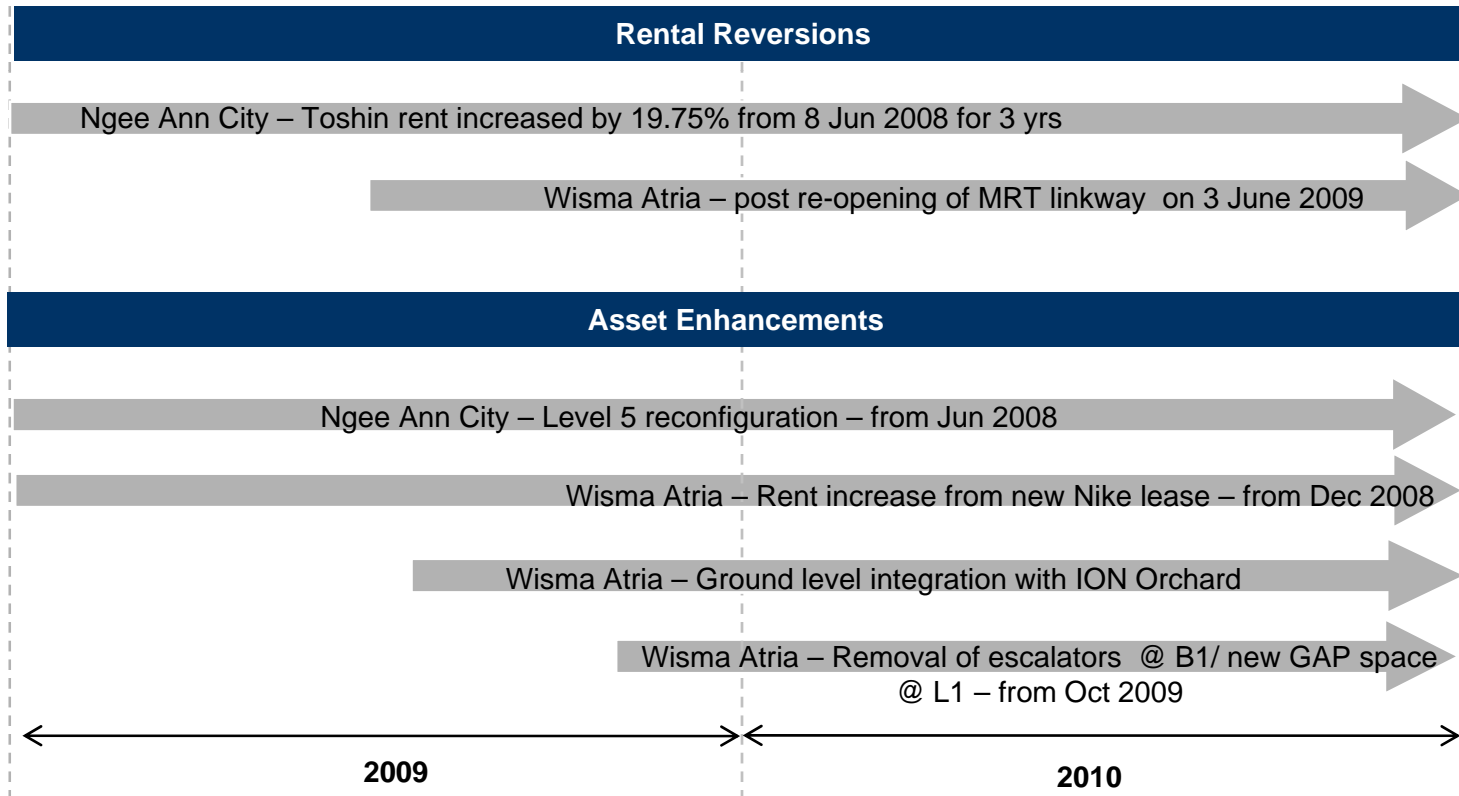 Rental Reversions
Ngee Ann City – Toshin rent increased by 19.75% from 8 Jun 2008 for 3 yrs
Wisma Atria – post re-opening of MRT linkway on 3 June 2009
Asset Enhancements
Ngee Ann City – Level 5 reconfiguration – from Jun 2008
Wisma Atria – Rent increase from new Nike lease – from Dec 2008
Wisma Atria – Ground level integration with ION Orchard
Wisma Atria – Removal of escalators @ B1/ new GAP space
@ L1 – from Oct 2009
2009
2010